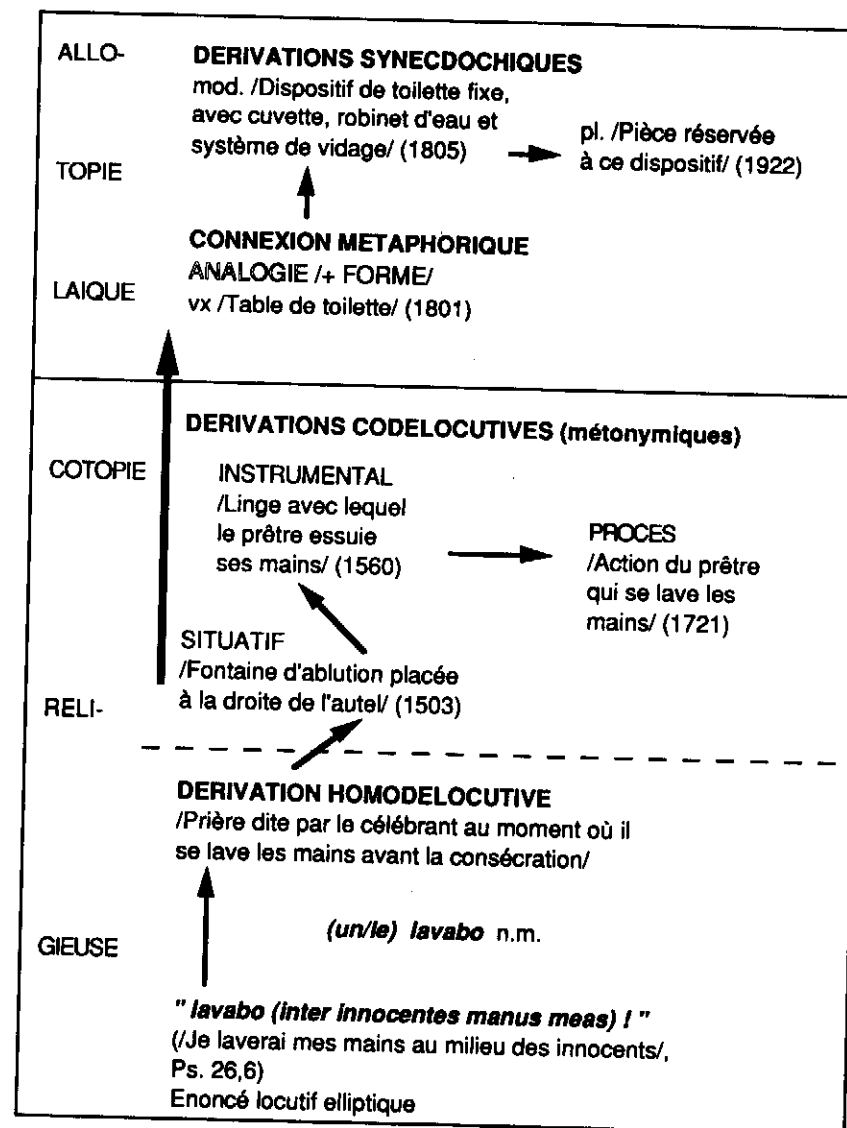 ALLO-
DERIVATIONS SYNECDOCHIQUES
mod. /Dispositif de toilette fixe,
avec cuvette, robinet d'eau et
système de vidage/ (1805)
pl. /Pièce réservée
à ce dispositif/ (1922)
TOPIE
CONNEXION METAPHORIQUE
ANALOGIE /+ FORME/
vx /Table de toilette/ (1801)
LAIQUE
DERIVATIONS CODELOCUTIVES (métonymiques)
COTOPIE
INSTRUMENTAL
/Linge avec lequel
le prêtre essuie
ses mains/ (1560)
PROCES
/Action du prêtre
qui se lave les
mains/ (1721)
SITUATIF
/Fontaine d'ablution placée
à la droite de l'autel/ (1503)
RELI-
DERIVATION HOMODELOCUTIVE
/Prière dite par le célébrant au moment où il
se lave les mains avant la consécration/
(un/le) lavabo n.m.
GIEUSE
" lavabo (inter innocentes manus meas) ! "
(/Je laverai mes mains au milieu des innocents/,
Ps. 26,6)
Enoncé locutif elliptique